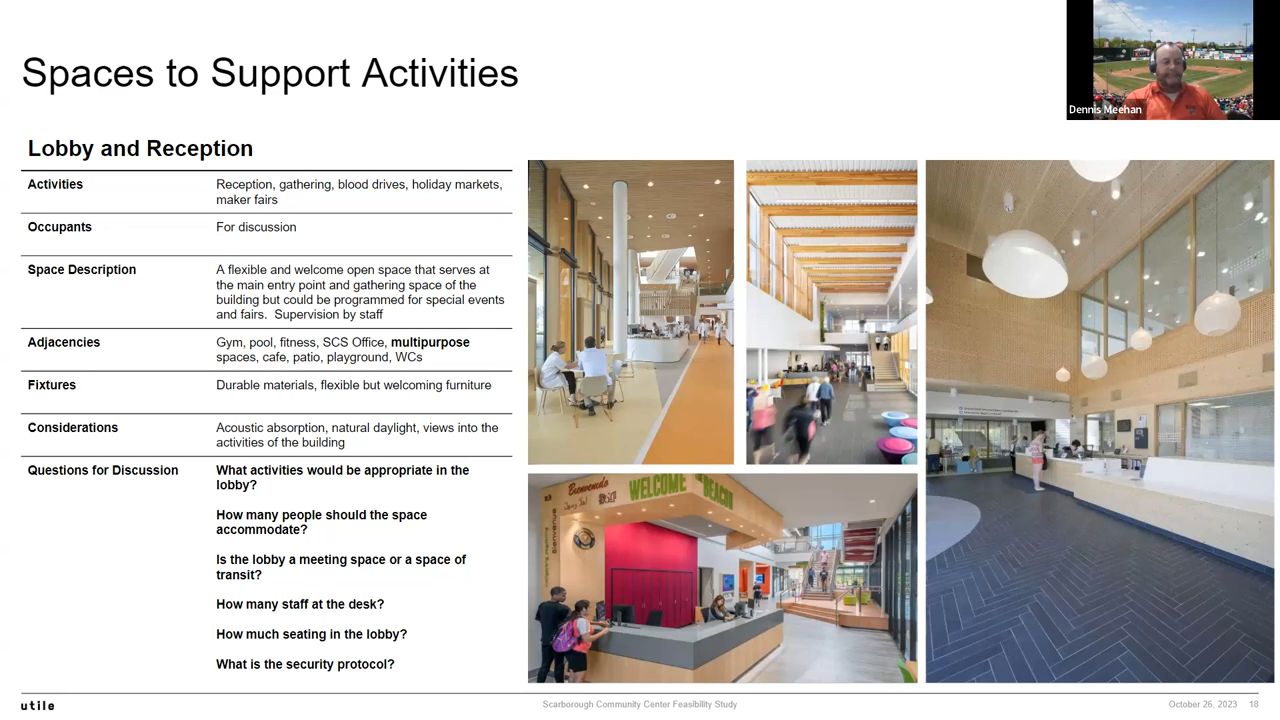 Spaces to Support Activities
Dennis Meehan
Lobby and Reception
Activities
Reception, gathering, blood drives, holiday markets,
maker fairs
Occupants
For discussion
Space Description
A flexible and welcome open space that serves at
the main entry point and gathering space of the
building but could be programmed for special events
and fairs.  Supervision by staff
Adjacencies
Gym, pool, fitness, SCS Office, multipurpose
spaces, cafe, patio, playground, WCs
Fixtures
Durable materials, flexible but welcoming furniture
Considerations
Acoustic absorption, natural daylight, views into the
activities of the building
Questions for Discussion
What activities would be appropriate in the
lobby?
How many people should the space
accommodate?
Is the lobby a meeting space or a space of
transit?
How many staff at the desk?
How much seating in the lobby?
What is the security protocol?
Bienvenido
WELCOME
BEACON
utile
Scarborough Community Center Feasibility Study
October 26, 2023
18